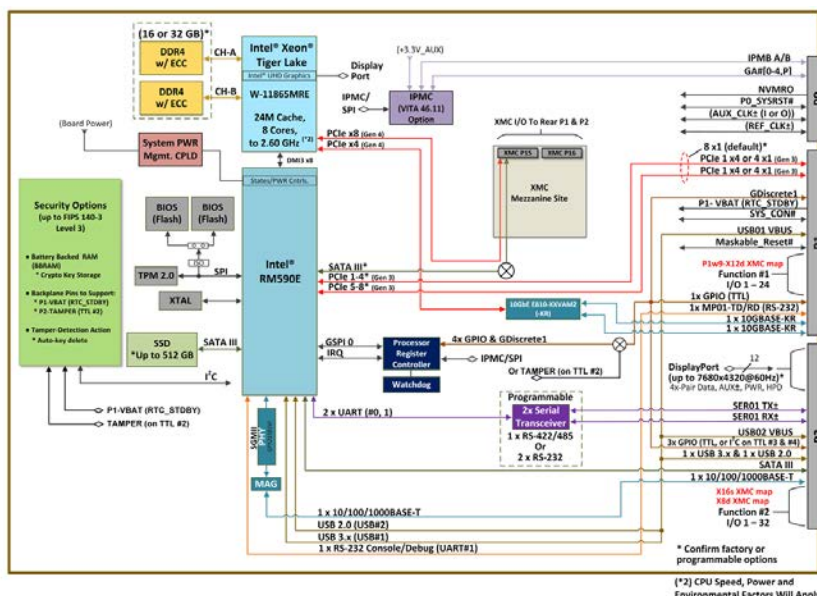 (16 or 32 GB)*
DDR4
w/ ECC
CH-A
DDR4
w/ ECC
CH-B
Intel® Xeon®
Tiger Lake
Intel® UHD Graphics
W-11865MRE
24M Cache,
8 Cores,
to 2.60 GHz (*2)
Display
Port
IPMC/
SPI
(+3.3V_AUX)
IPMC
(VITA 46.11)
Option
IPMB A/B
GA#[0-4,P]
NVMRO
P0_SYSRST#
(AUX_CLK± (I or O))
(REF_CLK±)
(Board Power)
System PWR
Mgmt. CPLD
PCIe x8 (Gen 4)
PCIe x4 (Gen 4)
DMI3 x8
States/PWR Cntrls.
XMC I/O To Rear P1 & P2
XMC P15
XMC P16
XMC
Mezzanine Site
8 x1 (default)*
PCIe 1 x4 or 4 x1 (Gen 3)
PCIe 1 x4 or 4 x1 (Gen 3)
GDiscrete1
P1- VBAT (RTC_STDBY)
SYS_CON#
USB01 VBUS
Maskable_Reset#
P1w9-X12d XMC map
Function #1
I/O 1 – 24
1x GPIO (TTL)
1x MP01-TD/RD (RS-232)
1 x 10GBASE-KR
1 x 10GBASE-KR
Security Options
(up to FIPS 140-3
Level 3)
• Battery Backed RAM
(BBRAM)
* Crypto Key Storage
• Backplane Pins to Support:
* P1-VBAT (RTC_STDBY)
* P2-TAMPER (TTL #2)
• Tamper-Detection Action
* Auto-key delete
BIOS
(Flash)
BIOS
(Flash)
TPM 2.0
SPI
XTAL
Intel®
RM590E
SATA III*
PCIe 1-4* (Gen 3)
PCIe 5-8* (Gen 3)
(-KR)
SSD
*Up to 512 GB
SATA III
I²C
GSPI 0
IRQ
Processor
Register
Controller
Watchdog
4x GPIO & GDiscrete1
IPMC/SPI
Or TAMPER (on TTL #2)
P1-VBAT (RTC_STDBY)
TAMPER (on TTL #2)
2 x UART (#0, 1)
Programmable
2x Serial
Transceiver
1 x RS-422/485
Or
2 x RS-232
12
DisplayPort
(up to 7680x4320@60Hz)*
4x-Pair Data, AUX±, PWR, HPD
SER01 TX±
SER01 RX±
USB02 VBUS
3x GPIO (TTL, or I²C on TTL #3 & #4)
1 x USB 3.x & 1 x USB 2.0
SATA III
1 x 10/100/1000BASE-T
SGMII
PHY
MAG
1 x 10/100/1000BASE-T
USB 2.0 (USB#2)
USB 3.x (USB#1)
1 x RS-232 Console/Debug (UART#1)
X16s XMC map
X8d XMC map
Function #2
I/O 1 – 32
* Confirm factory or
programmable options
(*2) CPU Speed, Power and
Environmental Factors Will